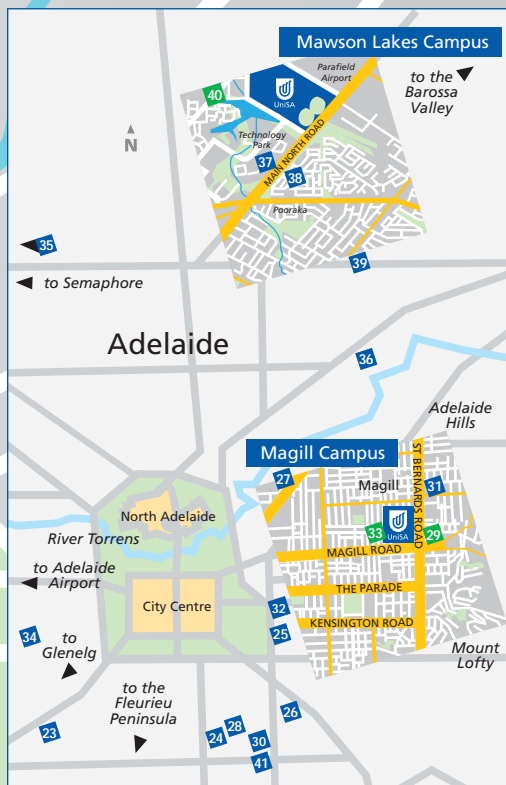 Mawson Lakes Campus
Parafield
Airport
to the
Barossa
Valley
40
UniSA
N
Technology
Park
MAIN NORTH ROAD
37
38
Pooraka
35
39
to Semaphore
Adelaide
36
Adelaide
Hills
Magill Campus
ST BERNARDS ROAD
27
Magill
31
North Adelaide
33
UniSA
29
River Torrens
MAGILL ROAD
to Adelaide
Airport
THE PARADE
City Centre
32
KENSINGTON ROAD
25
34
to
Glenelg
Mount
Lofty
to the
Fleurieu
Peninsula
26
23
24
28
30
41